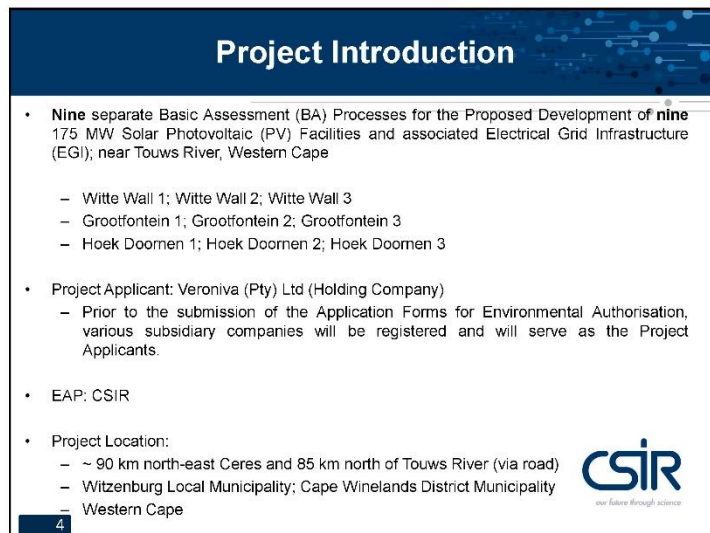 Project Introduction
• Nine separate Basic Assessment (BA) Processes for the Proposed Development of nine
175 MW Solar Photovoltaic (PV) Facilities and associated Electrical Grid Infrastructure
(EGI); near Touws River, Western Cape
– Witte Wall 1; Witte Wall 2; Witte Wall 3
– Grootfontein 1; Grootfontein 2; Grootfontein 3
– Hoek Doornen 1; Hoek Doornen 2; Hoek Doornen 3
• Project Applicant: Veroniva (Pty) Ltd (Holding Company)
– Prior to the submission of the Application Forms for Environmental Authorisation,
various subsidiary companies will be registered and will serve as the Project
Applicants.
• EAP: CSIR
• Project Location:
– ~ 90 km north-east Ceres and 85 km north of Touws River (via road)
– Witzenburg Local Municipality; Cape Winelands District Municipality
– Western Cape
CSIR
our future through science
4